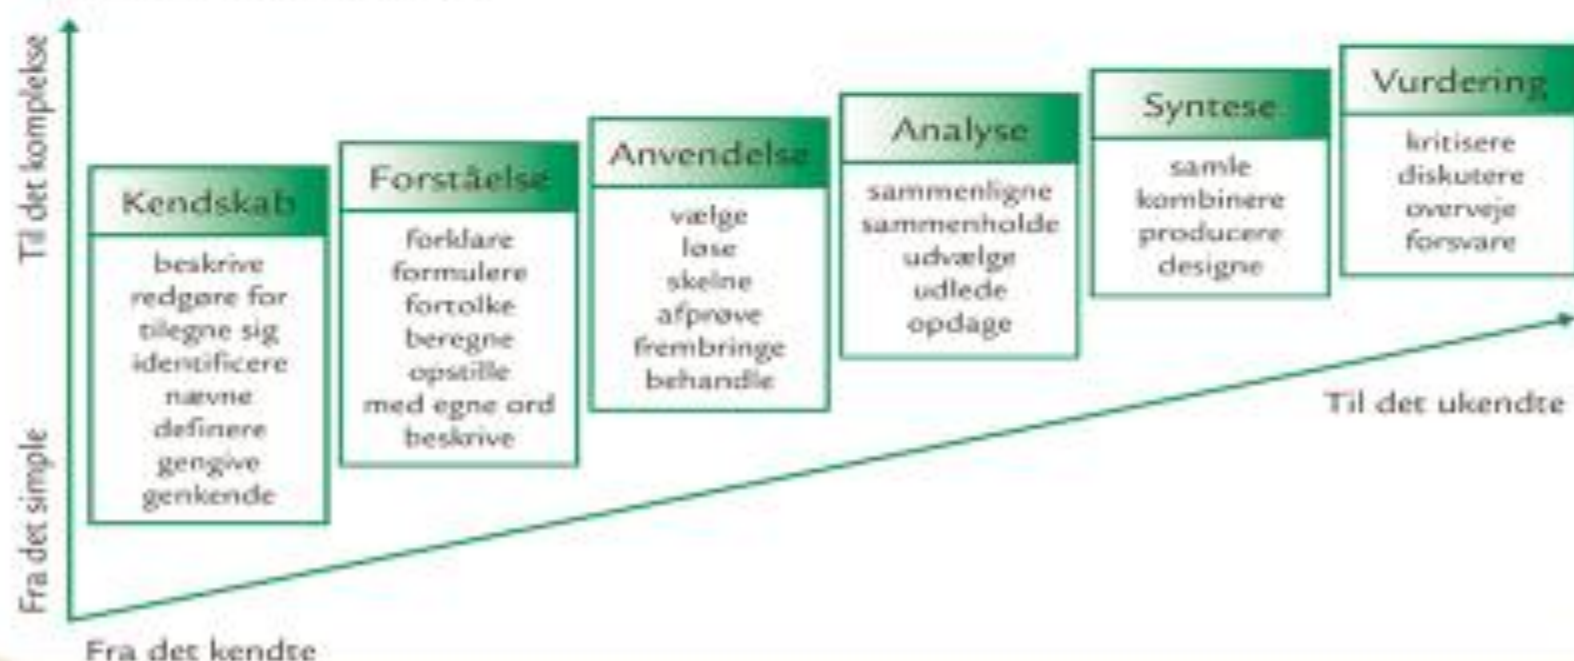 Til det komplekse
Fra det simple
Kendskab
beskrive
redgøre for
tilegne sig
identificere
nævne
definere
gengive
genkende
Forståelse
forklare
formulere
fortolke
beregne
opstille
med egne ord
beskrive
Anvendelse
vælge
løse
skelne
afprøve
frembringe
behandle
Analyse
sammenligne
sammenholde
udvælge
udlede
opdage
Syntese
samle
kombinere
producere
designe
Vurdering
kritisere
diskutere
overveje
forsvare
Til det ukendte
Fra det kendte